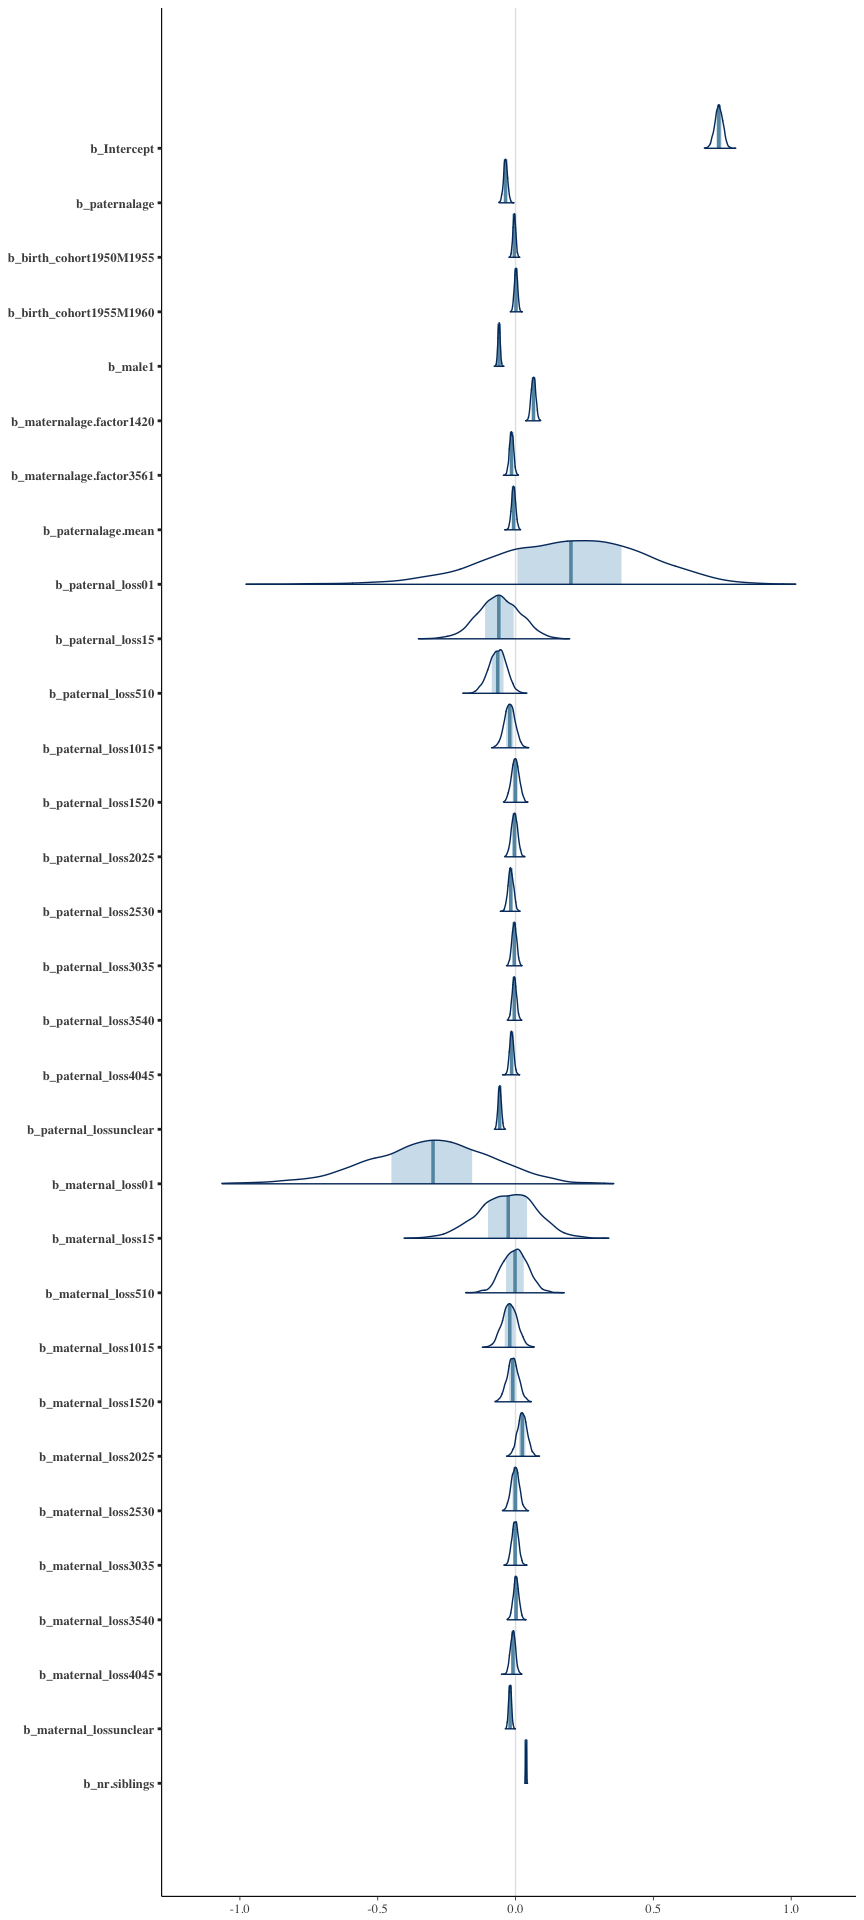 b_Intercept
b_paternalage
b_birth_cohort1950M1955
b_birth_cohort1955M1960
b_male1
b_maternalage.factor1420
b_maternalage.factor3561
b_paternalage.mean
b_paternal_loss01
b_paternal_loss15
b_paternal_loss510
b_paternal_loss1015
b_paternal_loss1520
b_paternal_loss2025
b_paternal_loss2530
b_paternal_loss3035
b_paternal_loss3540
b_paternal_loss4045
b_paternal_lossunclear
b_maternal_loss01
b_maternal_loss15
b_maternal_loss510
b_maternal_loss1015
b_maternal_loss1520
b_maternal_loss2025
b_maternal_loss2530
b_maternal_loss3035
b_maternal_loss3540
b_maternal_loss4045
b_maternal_lossunclear
b_nr.siblings
-1.0 -0.5 0.0 0.5 1.0